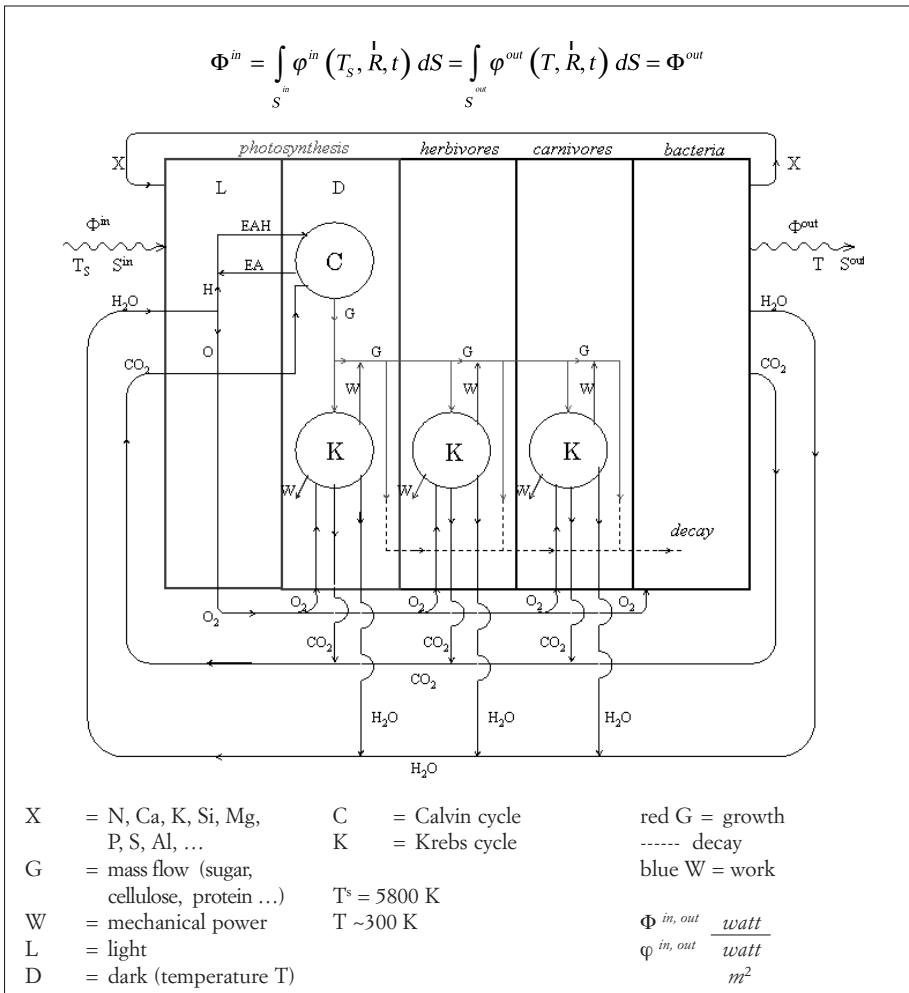 Φ^in = ∫_{S^in} φ^in (T_S, R, t) dS = ∫_{S^out} φ^out (T, R, t) dS = Φ^out
photosynthesis herbivores carnivores bacteria
X X
L D
Φ^in Φ^out
EAH
T_S S^in C T S^out
EA
H
H₂O G H₂O
O
CO₂ G G G CO₂
W W W
K K K
W W W
decay
O₂ O₂ O₂ O₂ O₂
CO₂ CO₂ CO₂
CO₂
H₂O H₂O H₂O
H₂O
X = N, Ca, K, Si, Mg, C = Calvin cycle red G = growth
P, S, Al, ... K = Krebs cycle ------ decay
G = mass flow (sugar, blue W = work
cellulose, protein ...) T^s = 5800 K
W = mechanical power T ~300 K Φ^in, out watt
L = light φ^in, out watt
D = dark (temperature T) m²